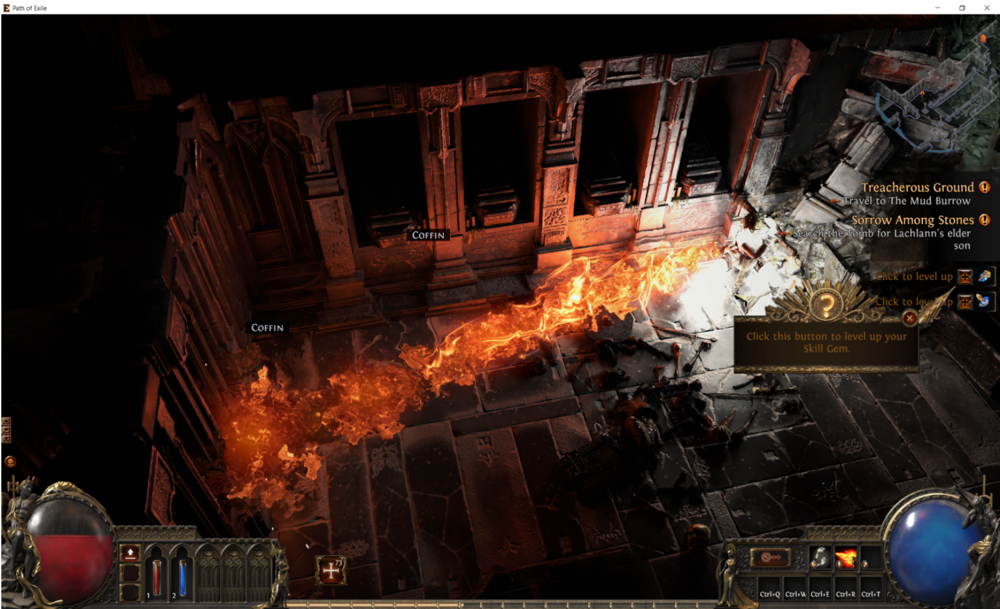 Path of Exile
Treacherous Ground
Travel to The Mud Burrow
Sorrow Among Stones
Search the Tomb for Lachlann's elder
son
COFFIN
COFFIN
Click to level up
Click to level up
Click this button to level up your
Skill Gem.
73
1
2
Ctrl+Q
Ctrl+W
Ctrl+E
Ctrl+R
Ctrl+T